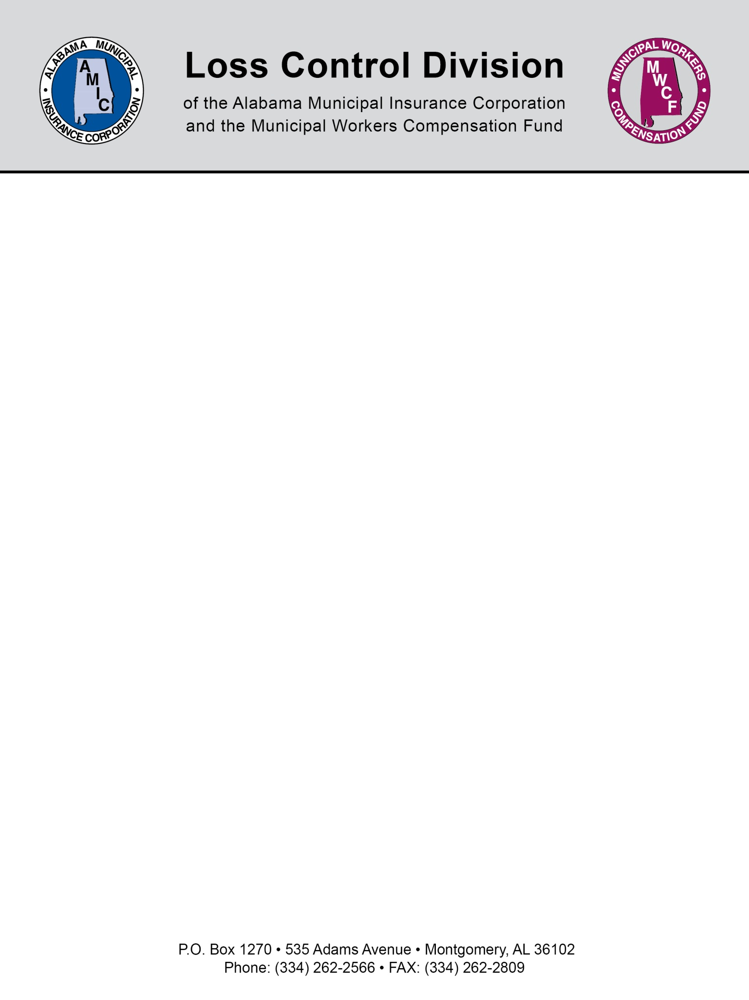 ALABAMA MUNICIPAL
INSURANCE CORPORATION
A
M
I
C
Loss Control Division
of the Alabama Municipal Insurance Corporation
and the Municipal Workers Compensation Fund
MUNICIPAL WORKERS
COMPENSATION FUND
M
W
C
F
P.O. Box 1270 • 535 Adams Avenue • Montgomery, AL 36102
Phone: (334) 262-2566 • FAX: (334) 262-2809